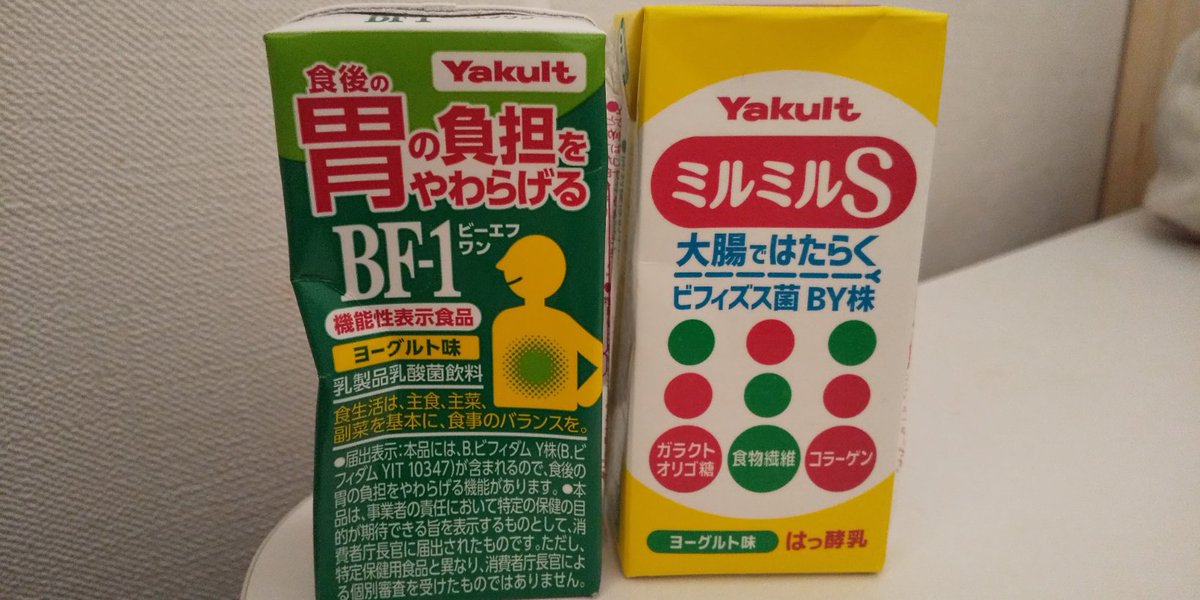 BF-1
Yakult
食後の
胃の負担を
やわらげる
BF-1
ビーエフ
ワン
機能性表示食品
ヨーグルト味
乳製品乳酸菌飲料
食生活は、主食、主菜、
副菜を基本に、食事のバランスを。
●届出表示:本品には、B.ビフィダム Y株(B.ビ
フィダム YIT 10347)が含まれるので、食後の
胃の負担をやわらげる機能があります。●本
品は、事業者の責任において特定の保健の目
的が期待できる旨を表示するものとして、消
費者庁長官に届出されたものです。ただし、
特定保健用食品と異なり、消費者庁長官によ
る個別審査を受けたものではありません。
Yakult
ミルミルS
大腸ではたらく
ビフィズス菌 BY株
ガラクト
オリゴ糖
食物繊維
コラーゲン
ヨーグルト味
はっ酵乳